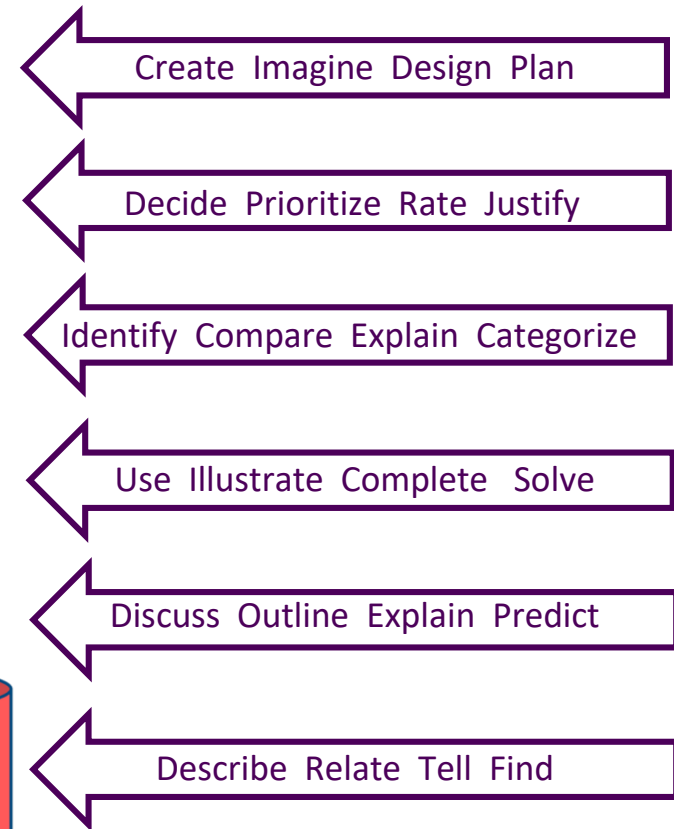 Create Imagine Design Plan
Decide Prioritize Rate Justify
Identify Compare Explain Categorize
Use Illustrate Complete Solve
Discuss Outline Explain Predict
Describe Relate Tell Find